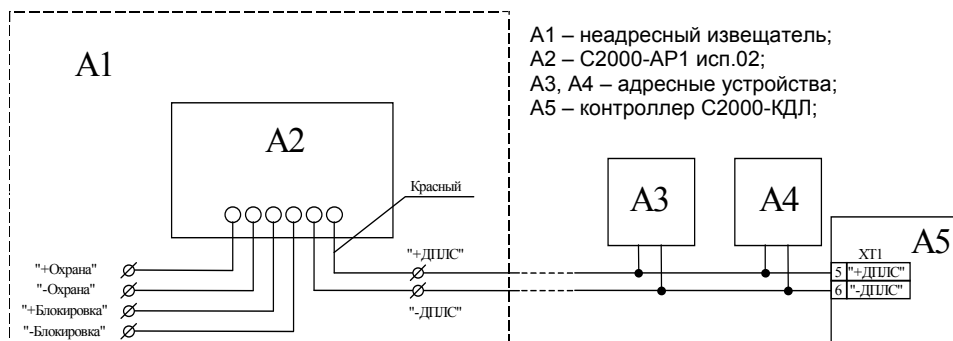 А1 – неадресный извещатель;
А2 – С2000-АР1 исп.02;
А3, А4 – адресные устройства;
А5 – контроллер С2000-КДЛ;
А1
А2
Красный
А3
А4
А5
"+Охрана"
"-Охрана"
"+Блокировка"
"-Блокировка"
"+ДПЛС"
"-ДПЛС"
XT1
5 "+ДПЛС"
6 "-ДПЛС"